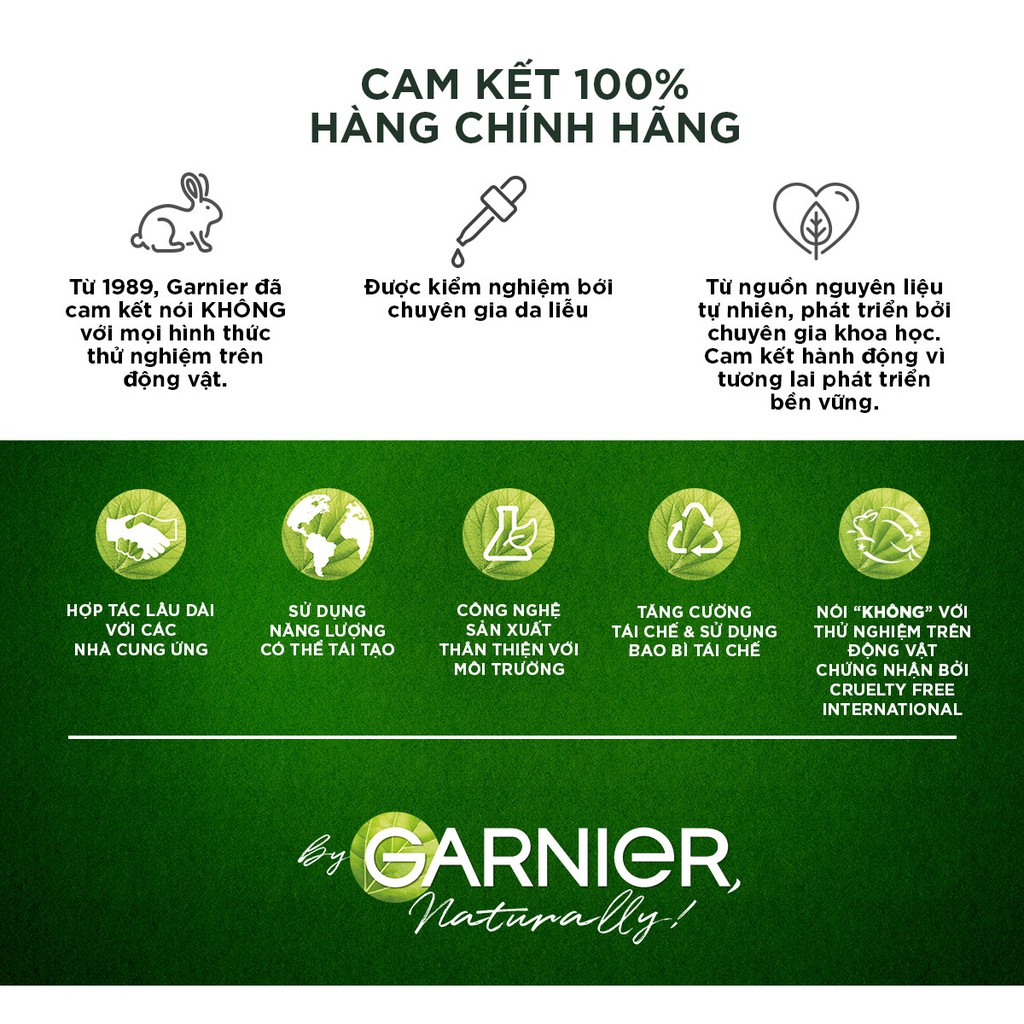 CAM KẾT 100%
HÀNG CHÍNH HÃNG
Từ 1989, Garnier đã
cam kết nói KHÔNG
với mọi hình thức
thử nghiệm trên
động vật.
Được kiểm nghiệm bới
chuyên gia da liễu
Từ nguồn nguyên liệu
tự nhiên, phát triển bởi
chuyên gia khoa học.
Cam kết hành động vì
tương lai phát triển
bền vững.
HỢP TÁC LÂU DÀI
VỚI CÁC
NHÀ CUNG ỨNG
SỬ DỤNG
NĂNG LƯỢNG
CÓ THỂ TÁI TẠO
CÔNG NGHỆ
SẢN XUẤT
THÂN THIỆN VỚI
MÔI TRƯỜNG
TĂNG CƯỜNG
TÁI CHẾ & SỬ DỤNG
BAO BÌ TÁI CHẾ
NÓI “KHÔNG” VỚI
THỬ NGHIỆM TRÊN
ĐỘNG VẬT
CHỨNG NHẬN BỞI
CRUELTY FREE
INTERNATIONAL
by GARNIER,
Naturally!